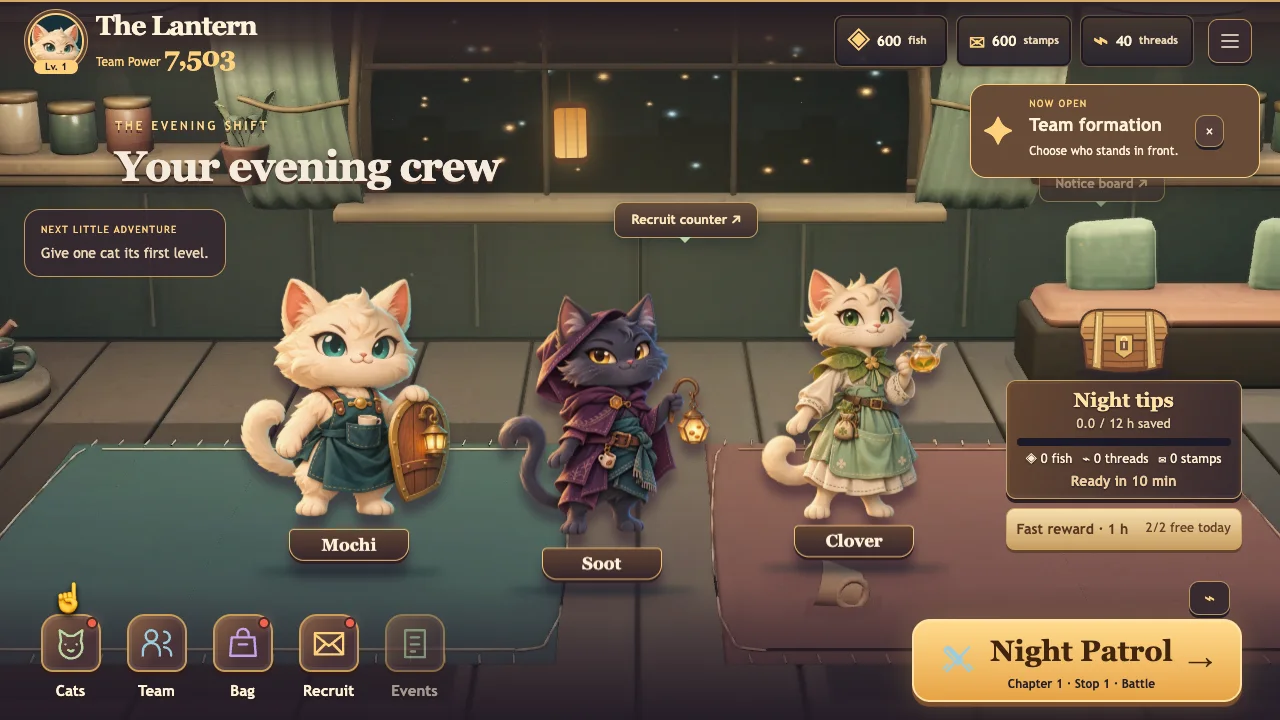 The Lantern
Lv. 1
Team Power 7,503
600 fish
600 stamps
40 threads
NOW OPEN
Team formation
Choose who stands in front.
×
Notice board ↗
THE EVENING SHIFT
Your evening crew
NEXT LITTLE ADVENTURE
Give one cat its first level.
Recruit counter ↗
Night tips
0.0 / 12 h saved
0 fish 0 threads 0 stamps
Ready in 10 min
Fast reward · 1 h 2/2 free today
Mochi
Soot
Clover
Cats
Team
Bag
Recruit
Events
Night Patrol →
Chapter 1 · Stop 1 · Battle